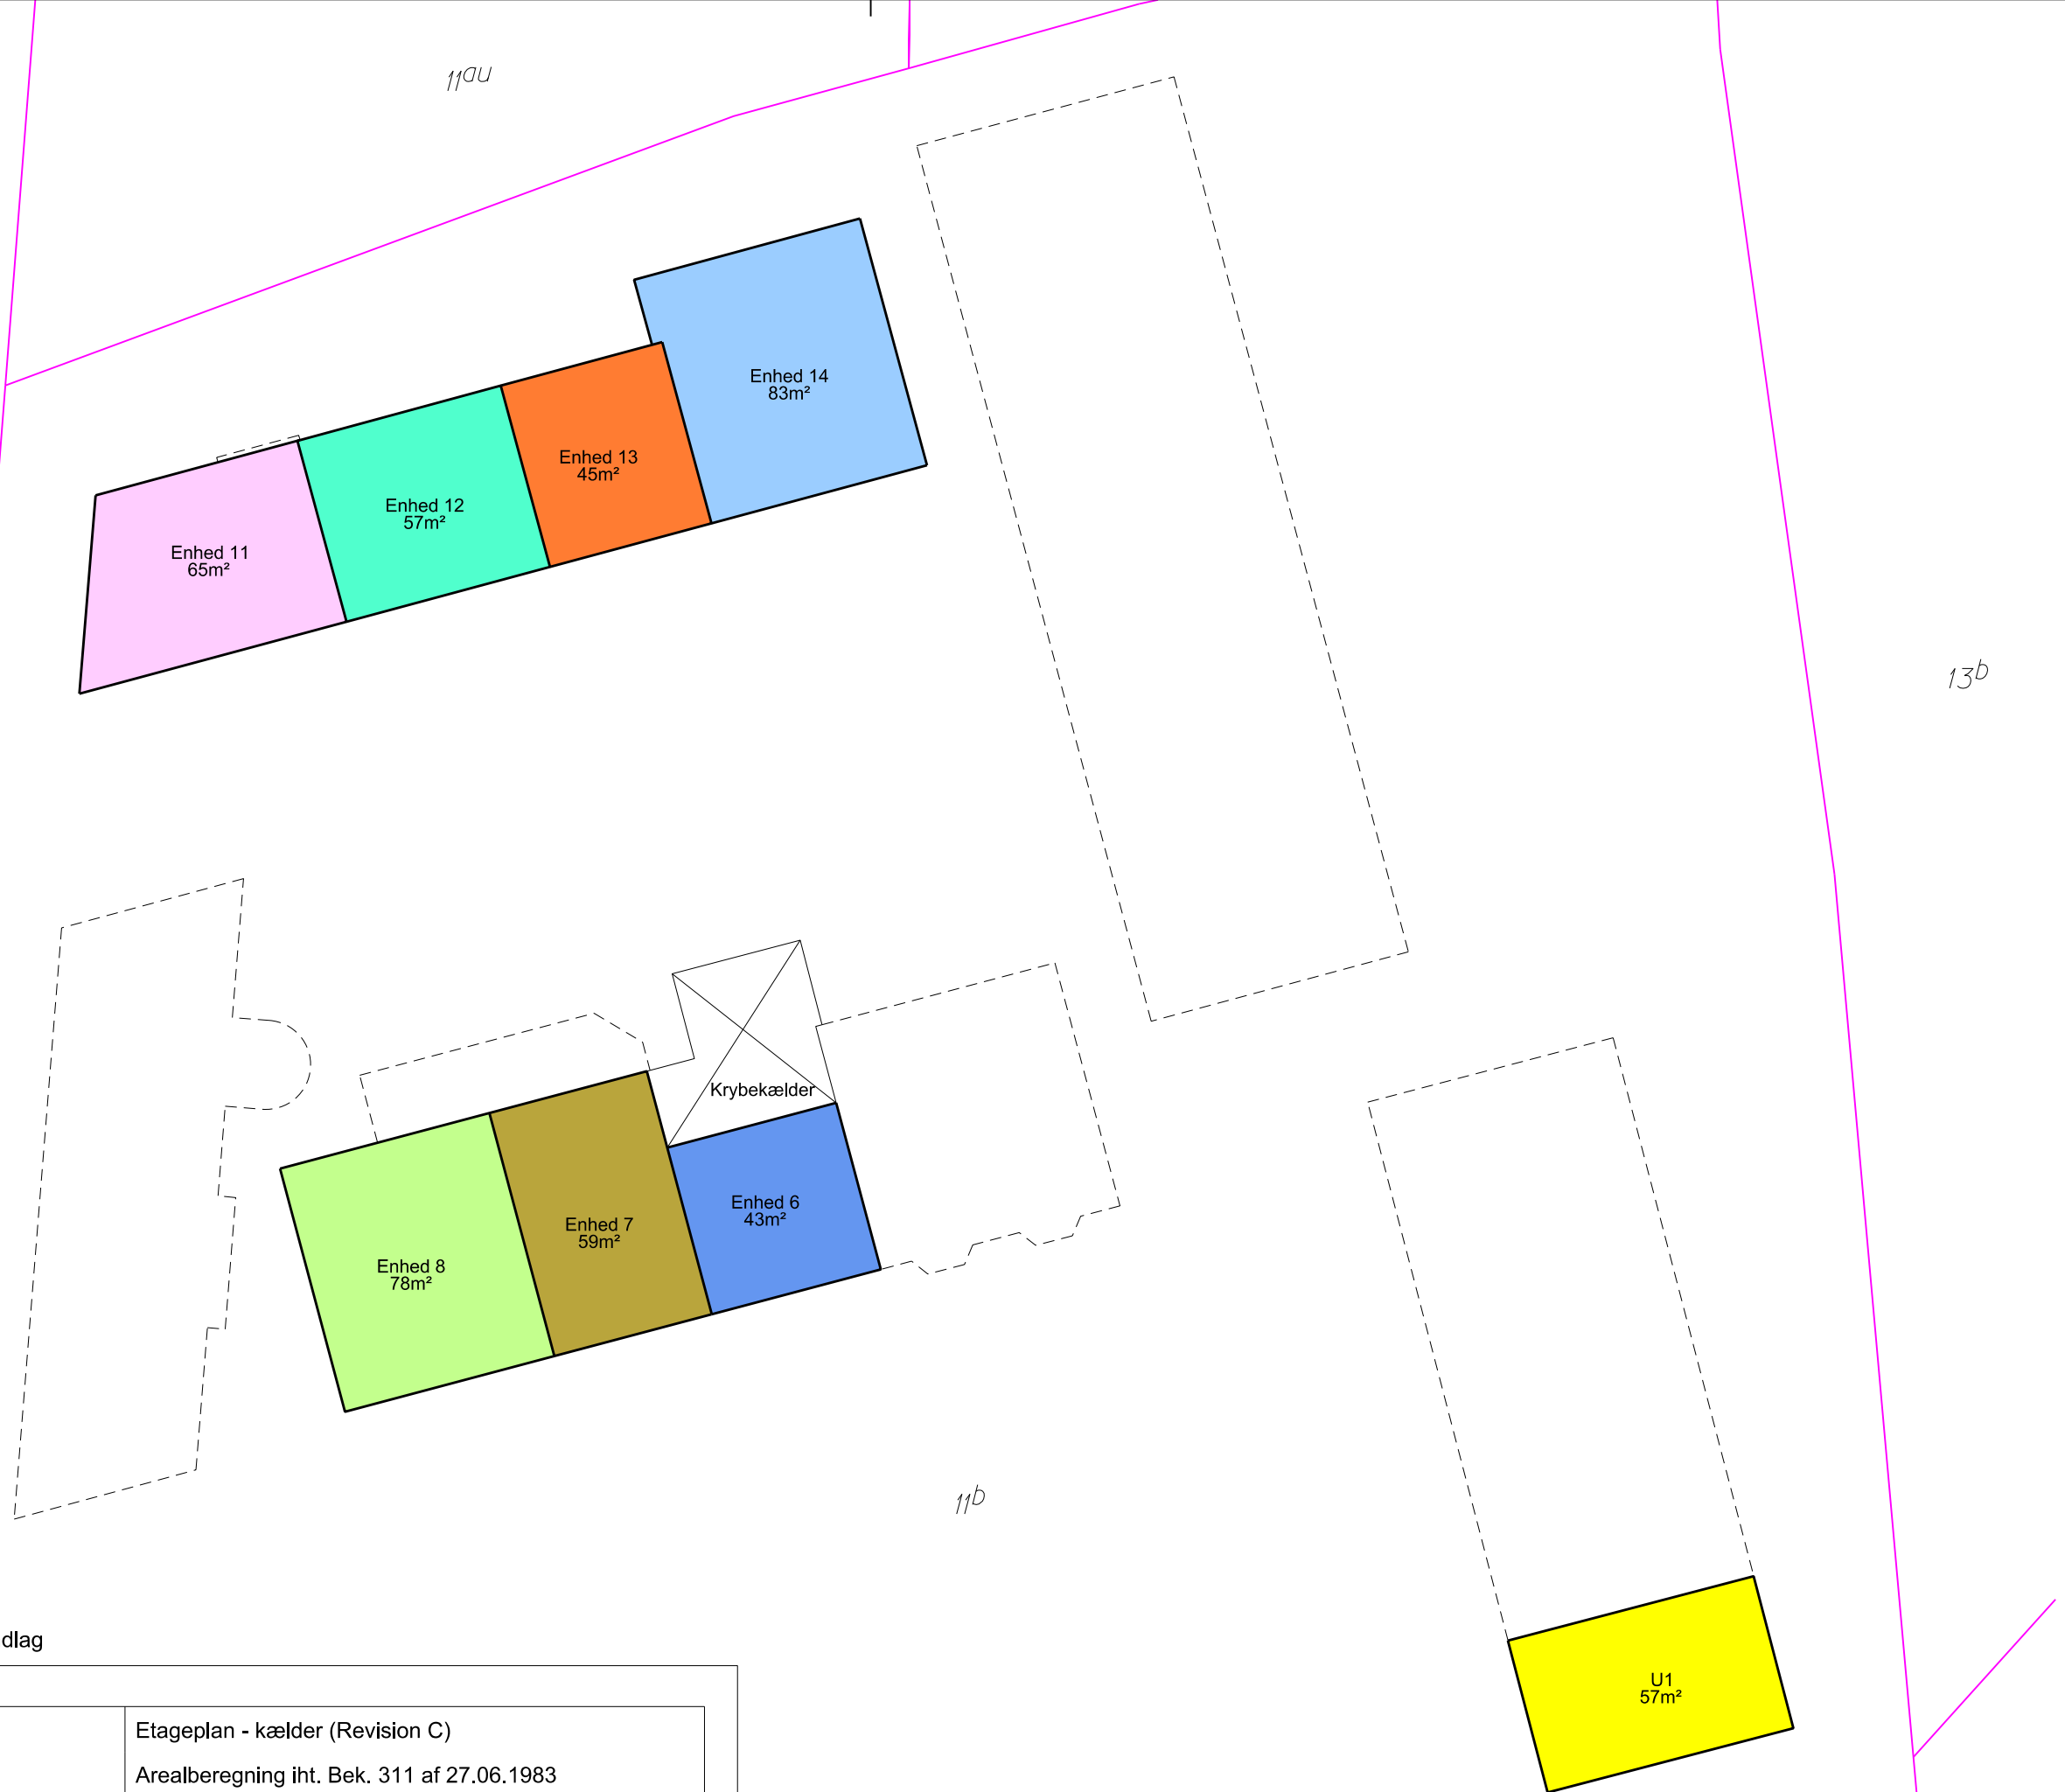 11au
Enhed 14
83m²
Enhed 13
45m²
Enhed 12
57m²
Enhed 11
65m²
13b
Krybekælder
Enhed 6
43m²
Enhed 7
59m²
Enhed 8
78m²
11b
dlag
U1
57m²
Etageplan - kælder (Revision C)
Arealberegning iht. Bek. 311 af 27.06.1983